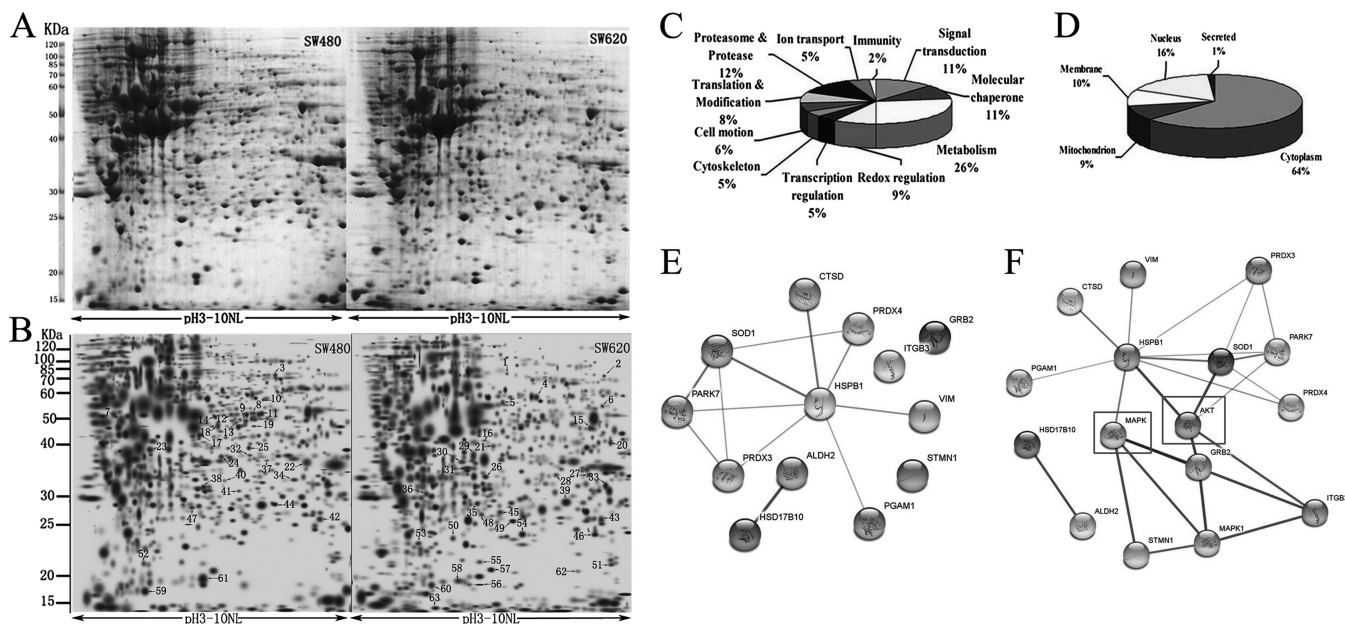 A
KDa
SW480
SW620
120
100
85
70
60
50
40
30
25
20
15
pH3-10NL
pH3-10NL
B
KDa
SW480
SW620
100
85
70
60
50
40
30
25
20
15
3
10
8
9
11
7
14
12
18
13
19
17
23
32
25
24
37
22
38
40
34
41
44
47
42
52
61
59
1
2
4
5
6
15
16
20
30
29
21
31
26
27
28
33
36
39
35
45
43
53
50
48
49
54
46
55
51
58
57
62
56
60
63
pH3-10NL
pH3-10NL
C
Proteasome &
Protease
12%
Ion transport
5%
Immunity
2%
Signal
transduction
11%
Molecular
chaperone
11%
Translation &
Modification
8%
Cell motion
6%
Cytoskeleton
5%
Transcription
regulation
5%
Redox regulation
9%
Metabolism
26%
D
Nucleus
16%
Secreted
1%
Membrane
10%
Mitochondrion
9%
Cytoplasm
64%
E
CTSD
PRDX4
GRB2
SOD1
ITGB3
HSPB1
PARK7
VIM
PRDX3
ALDH2
STMN1
HSD17B10
PGAM1
F
VIM
PRDX3
CTSD
HSPB1
SOD1
PARK7
PGAM1
PRDX4
MAPK
AKT
HSD17B10
GRB2
ALDH2
STMN1
MAPK1
ITGB